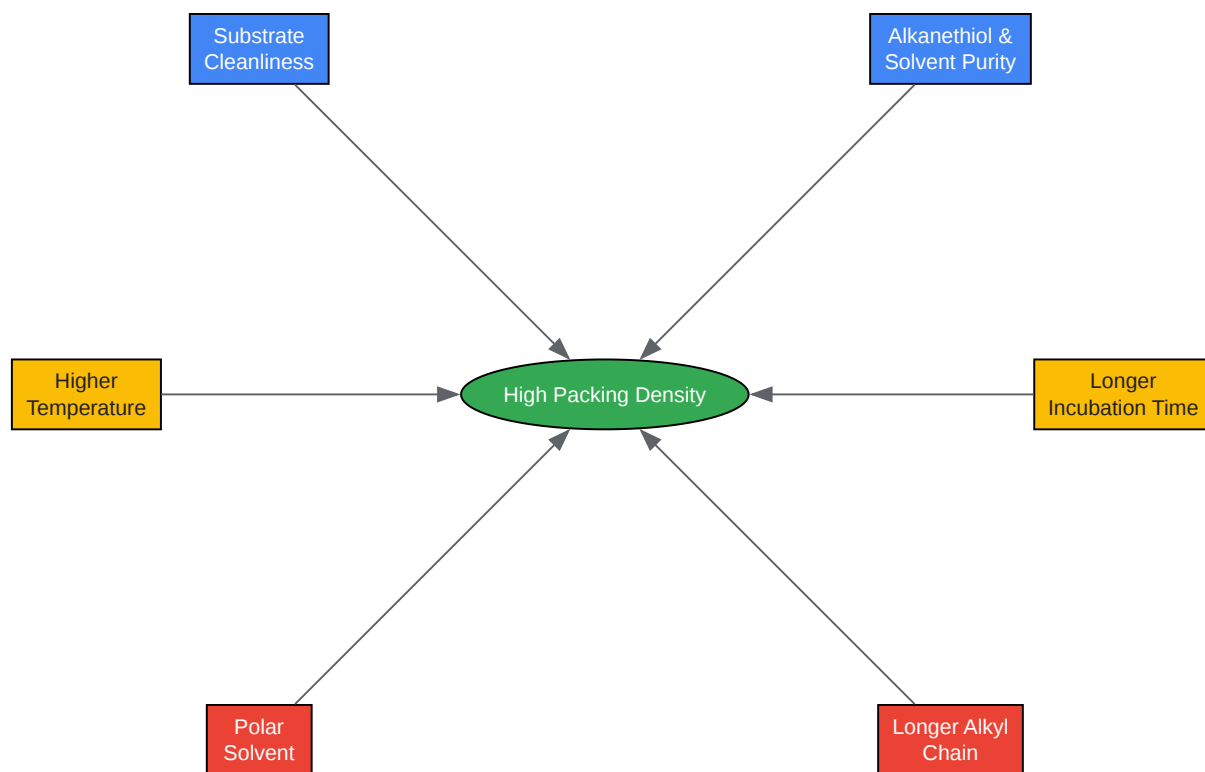 Substrate
Cleanliness
Alkanethiol &
Solvent Purity
Higher
Temperature
High Packing Density
Longer
Incubation Time
Polar
Solvent
Longer Alkyl
Chain